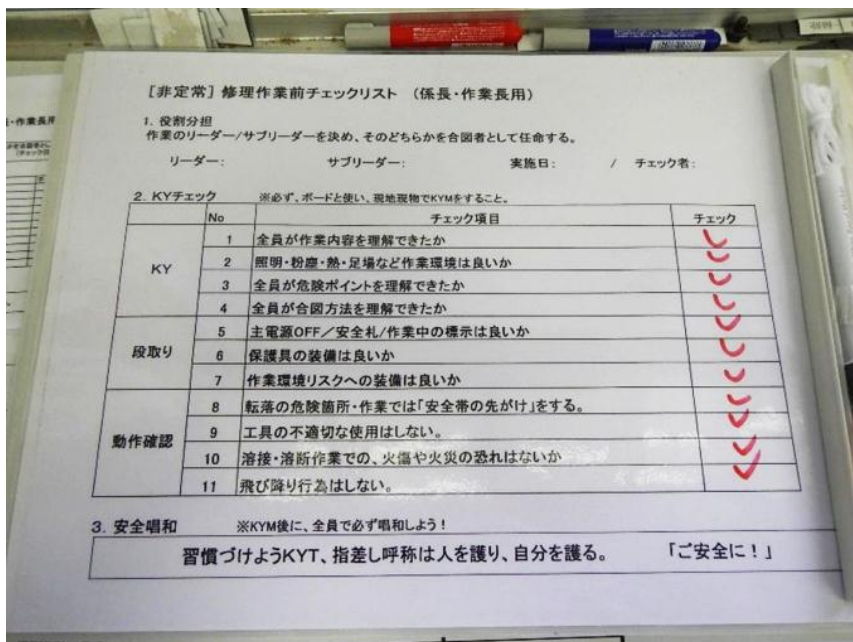 [非定常] 修理作業前チェックリスト (係長・作業長用)
1. 役割分担
作業のリーダー/サブリーダーを決め、そのどちらかを合図者として任命する。
リーダー: サブリーダー: 実施日: / チェック者:
2. KYチェック ※必ず、ボードと使い、現地現物でKYMをすること。
No チェック項目 チェック
KY
1 全員が作業内容を理解できたか
2 照明・粉塵・熱・足場など作業環境は良いか
3 全員が危険ポイントを理解できたか
4 全員が合図方法を理解できたか
段取り
5 主電源OFF/安全札/作業中の標示は良いか
6 保護具の装備は良いか
7 作業環境リスクへの装備は良いか
動作確認
8 転落の危険箇所・作業では「安全帯の先がけ」をする。
9 工具の不適切な使用はしない。
10 溶接・溶断作業での、火傷や火災の恐れはないか
11 飛び降り行為はしない。
3. 安全唱和 ※KYM後に、全員で必ず唱和しよう!
習慣づけようKYT、指差し呼称は人を護り、自分を護る。 「ご安全に!」